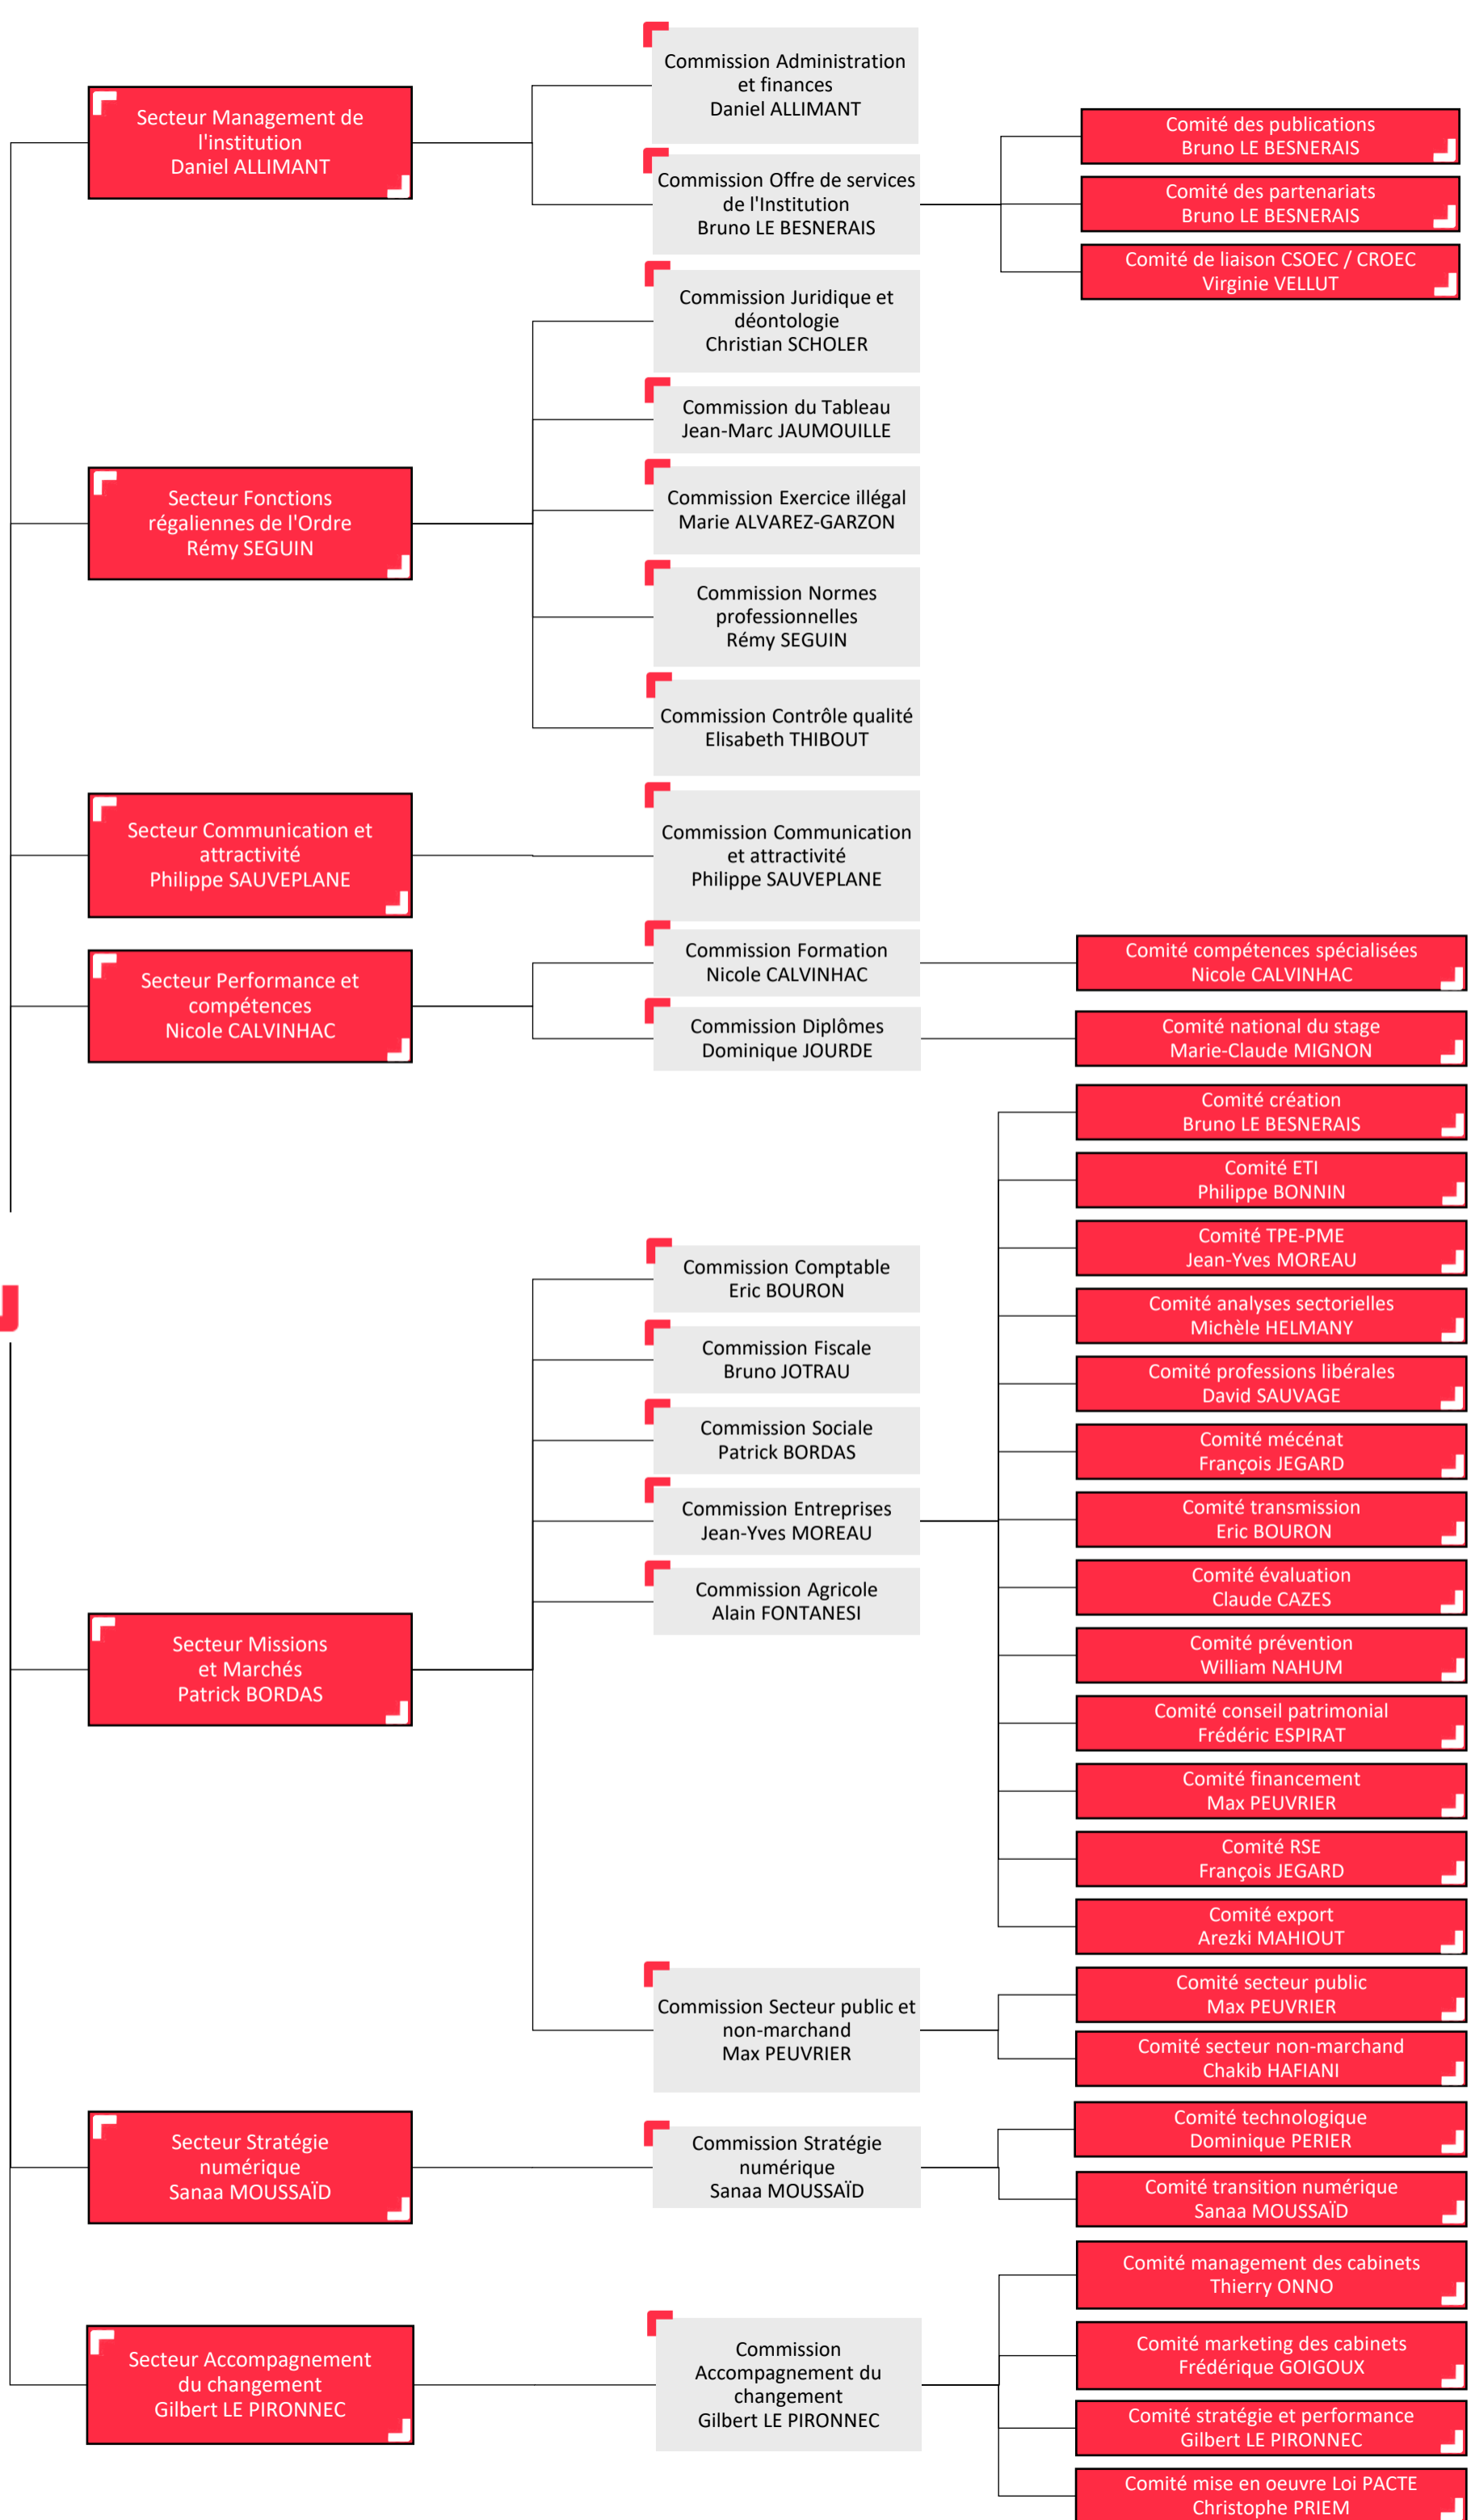 Secteur Management de
l'institution
Daniel ALLIMANT
Commission Administration
et finances
Daniel ALLIMANT
Commission Offre de services
de l'Institution
Bruno LE BESNERAIS
Comité des publications
Bruno LE BESNERAIS
Comité des partenariats
Bruno LE BESNERAIS
Comité de liaison CSOEC / CROEC
Virginie VELLUT
Secteur Fonctions
régaliennes de l'Ordre
Rémy SEGUIN
Commission Juridique et
déontologie
Christian SCHOLER
Commission du Tableau
Jean-Marc JAUMOUILLE
Commission Exercice illégal
Marie ALVAREZ-GARZON
Commission Normes
professionnelles
Rémy SEGUIN
Commission Contrôle qualité
Elisabeth THIBOUT
Secteur Communication et
attractivité
Philippe SAUVEPLANE
Commission Communication
et attractivité
Philippe SAUVEPLANE
Secteur Performance et
compétences
Nicole CALVINHAC
Commission Formation
Nicole CALVINHAC
Comité compétences spécialisées
Nicole CALVINHAC
Commission Diplômes
Dominique JOURDE
Comité national du stage
Marie-Claude MIGNON
Secteur Missions
et Marchés
Patrick BORDAS
Commission Comptable
Eric BOURON
Commission Fiscale
Bruno JOTRAU
Commission Sociale
Patrick BORDAS
Commission Entreprises
Jean-Yves MOREAU
Commission Agricole
Alain FONTANESI
Comité création
Bruno LE BESNERAIS
Comité ETI
Philippe BONNIN
Comité TPE-PME
Jean-Yves MOREAU
Comité analyses sectorielles
Michèle HELMANY
Comité professions libérales
David SAUVAGE
Comité mécénat
François JEGARD
Comité transmission
Eric BOURON
Comité évaluation
Claude CAZES
Comité prévention
William NAHUM
Comité conseil patrimonial
Frédéric ESPIRAT
Comité financement
Max PEUVRIER
Comité RSE
François JEGARD
Comité export
Arezki MAHIOUT
Commission Secteur public et
non-marchand
Max PEUVRIER
Comité secteur public
Max PEUVRIER
Comité secteur non-marchand
Chakib HAFIANI
Secteur Stratégie
numérique
Sanaa MOUSSAÏD
Commission Stratégie
numérique
Sanaa MOUSSAÏD
Comité technologique
Dominique PERIER
Comité transition numérique
Sanaa MOUSSAÏD
Secteur Accompagnement
du changement
Gilbert LE PIRONNEC
Commission
Accompagnement du
changement
Gilbert LE PIRONNEC
Comité management des cabinets
Thierry ONNO
Comité marketing des cabinets
Frédérique GOIGOUX
Comité stratégie et performance
Gilbert LE PIRONNEC
Comité mise en oeuvre Loi PACTE
Christophe PRIEM